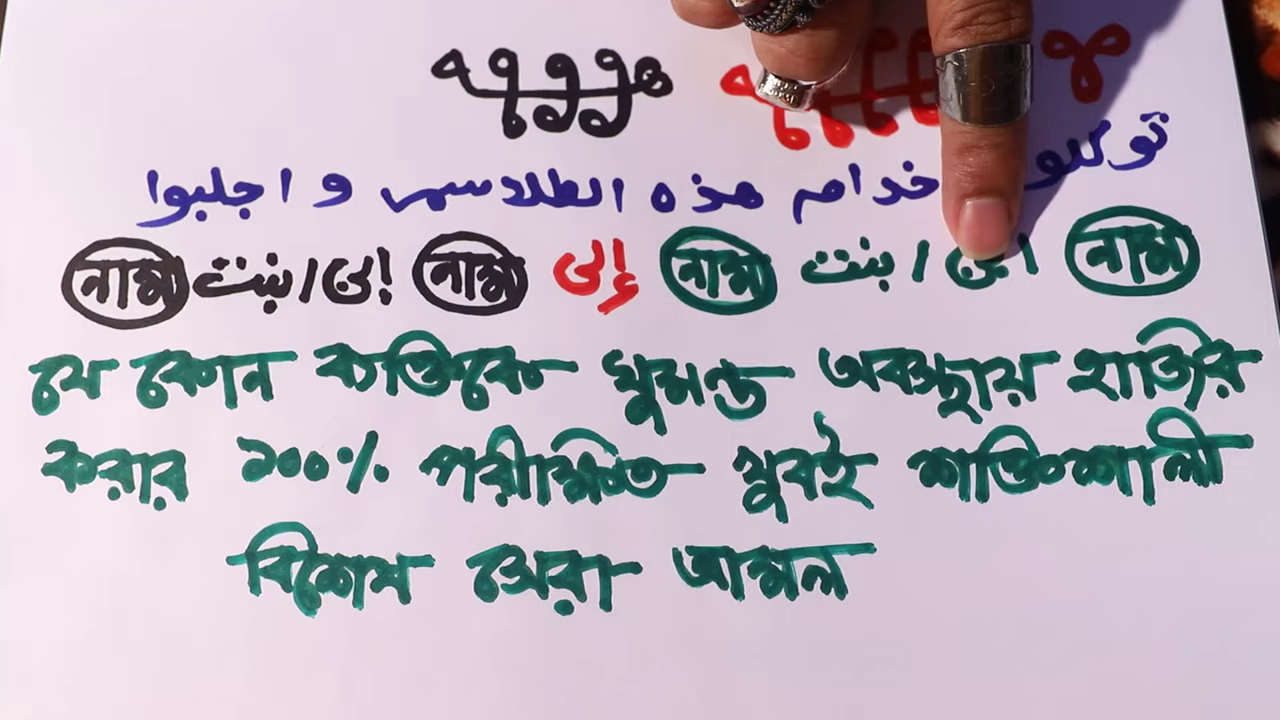 توكلو خدام هذه الطلاسم و اجلبوا
নাম ابن / بنت নাম إلى নাম ابن / بنت নাম
যে কোন ব্যক্তিকে ঘুমন্ত অবস্থায় হাজির
করার ১০০% পরীক্ষিত খুবই শক্তিশালী
বিশেষ সেরা আমল